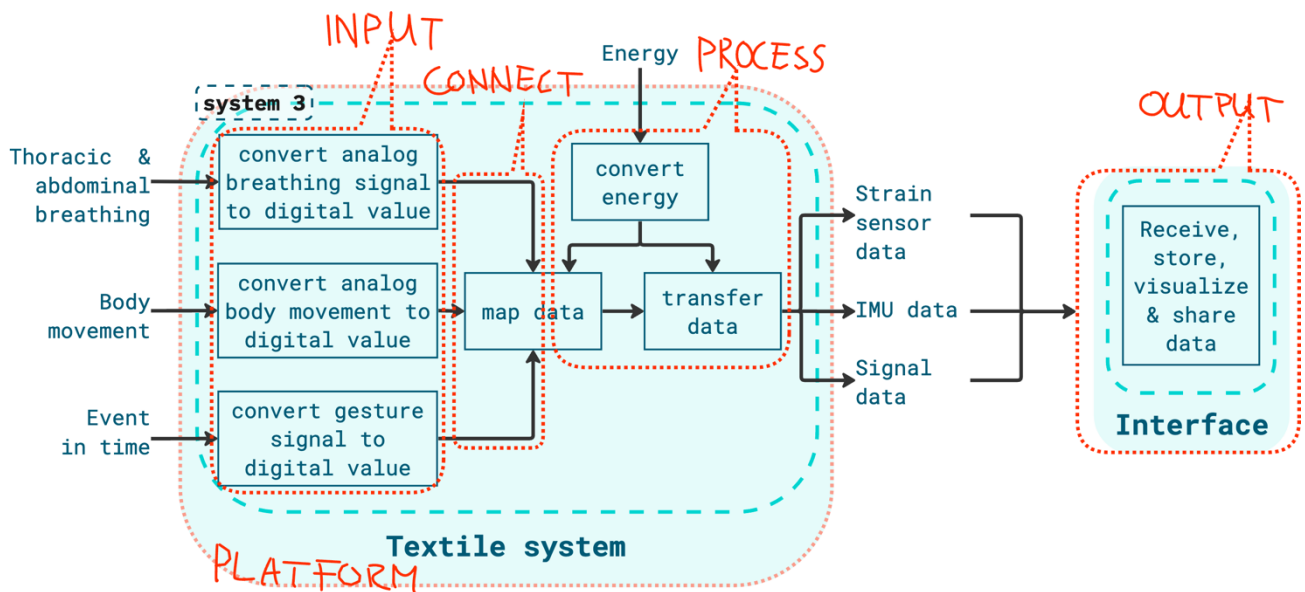 INPUT
CONNECT
Energy
PROCESS
OUTPUT
system 3
Thoracic &
abdominal
breathing
convert analog
breathing signal
to digital value
convert
energy
Body
movement
convert analog
body movement to
digital value
map data
transfer
data
Event
in time
convert gesture
signal to
digital value
Strain
sensor
data
IMU data
Signal
data
Receive,
store,
visualize
& share
data
Interface
Textile system
PLATFORM